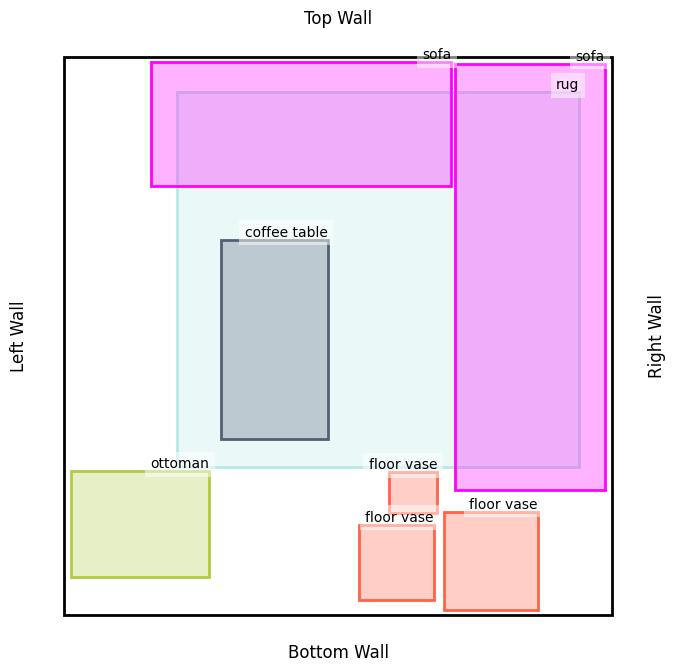 Top Wall
sofa
sofa
rug
coffee table
Left Wall
Right Wall
ottoman
floor vase
floor vase
floor vase
Bottom Wall